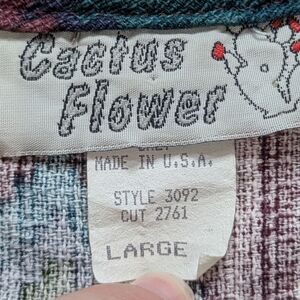 Cactus
Flower
MADE IN U.S.A.
STYLE 3092
CUT 2761
LARGE